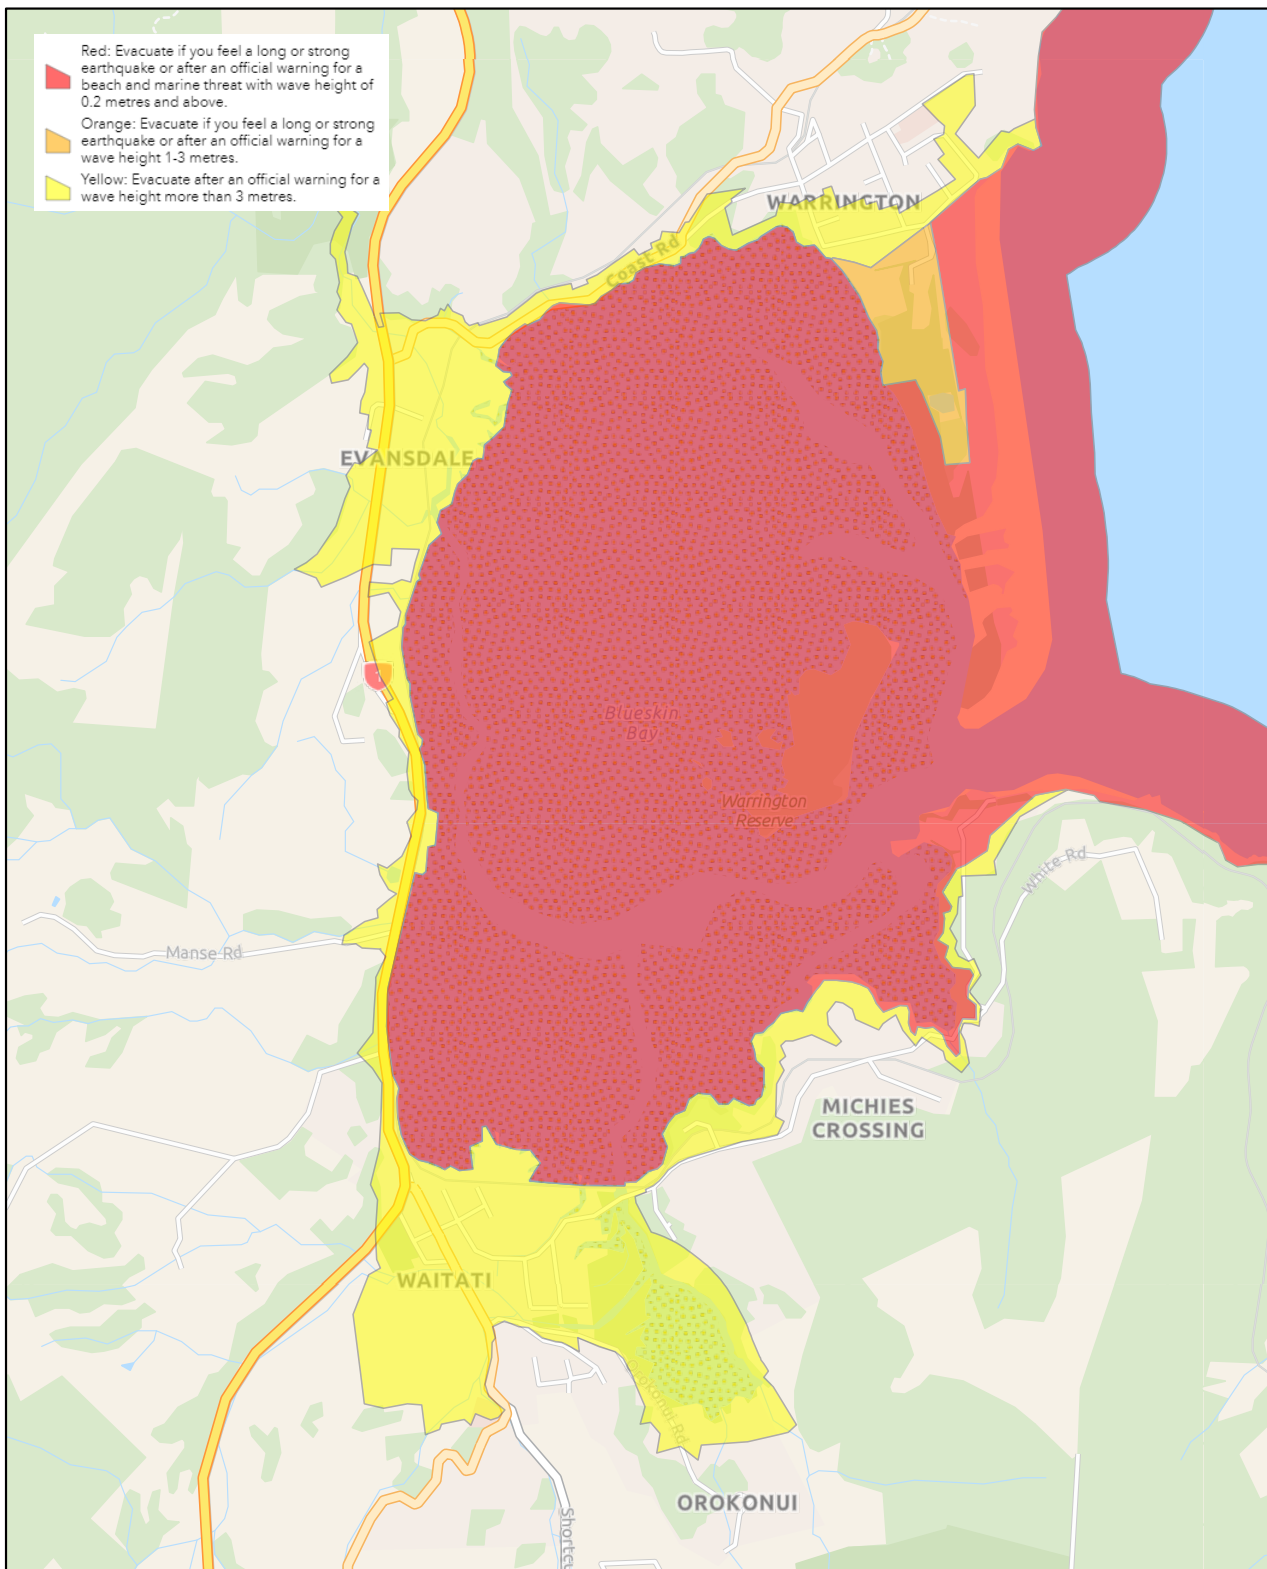 Red: Evacuate if you feel a long or strong
earthquake or after an official warning for a
beach and marine threat with wave height of
0.2 metres and above.
Orange: Evacuate if you feel a long or strong
earthquake or after an official warning for a
wave height 1-3 metres.
Yellow: Evacuate after an official warning for a
wave height more than 3 metres.
WARRINGTON
Coast Rd
EVANSDALE
Blueskin
Bay
Warrington
Reserve
White Rd
Manse Rd
MICHIES
CROSSING
WAITATI
Orokonui Rd
OROKONUI
Shortcu